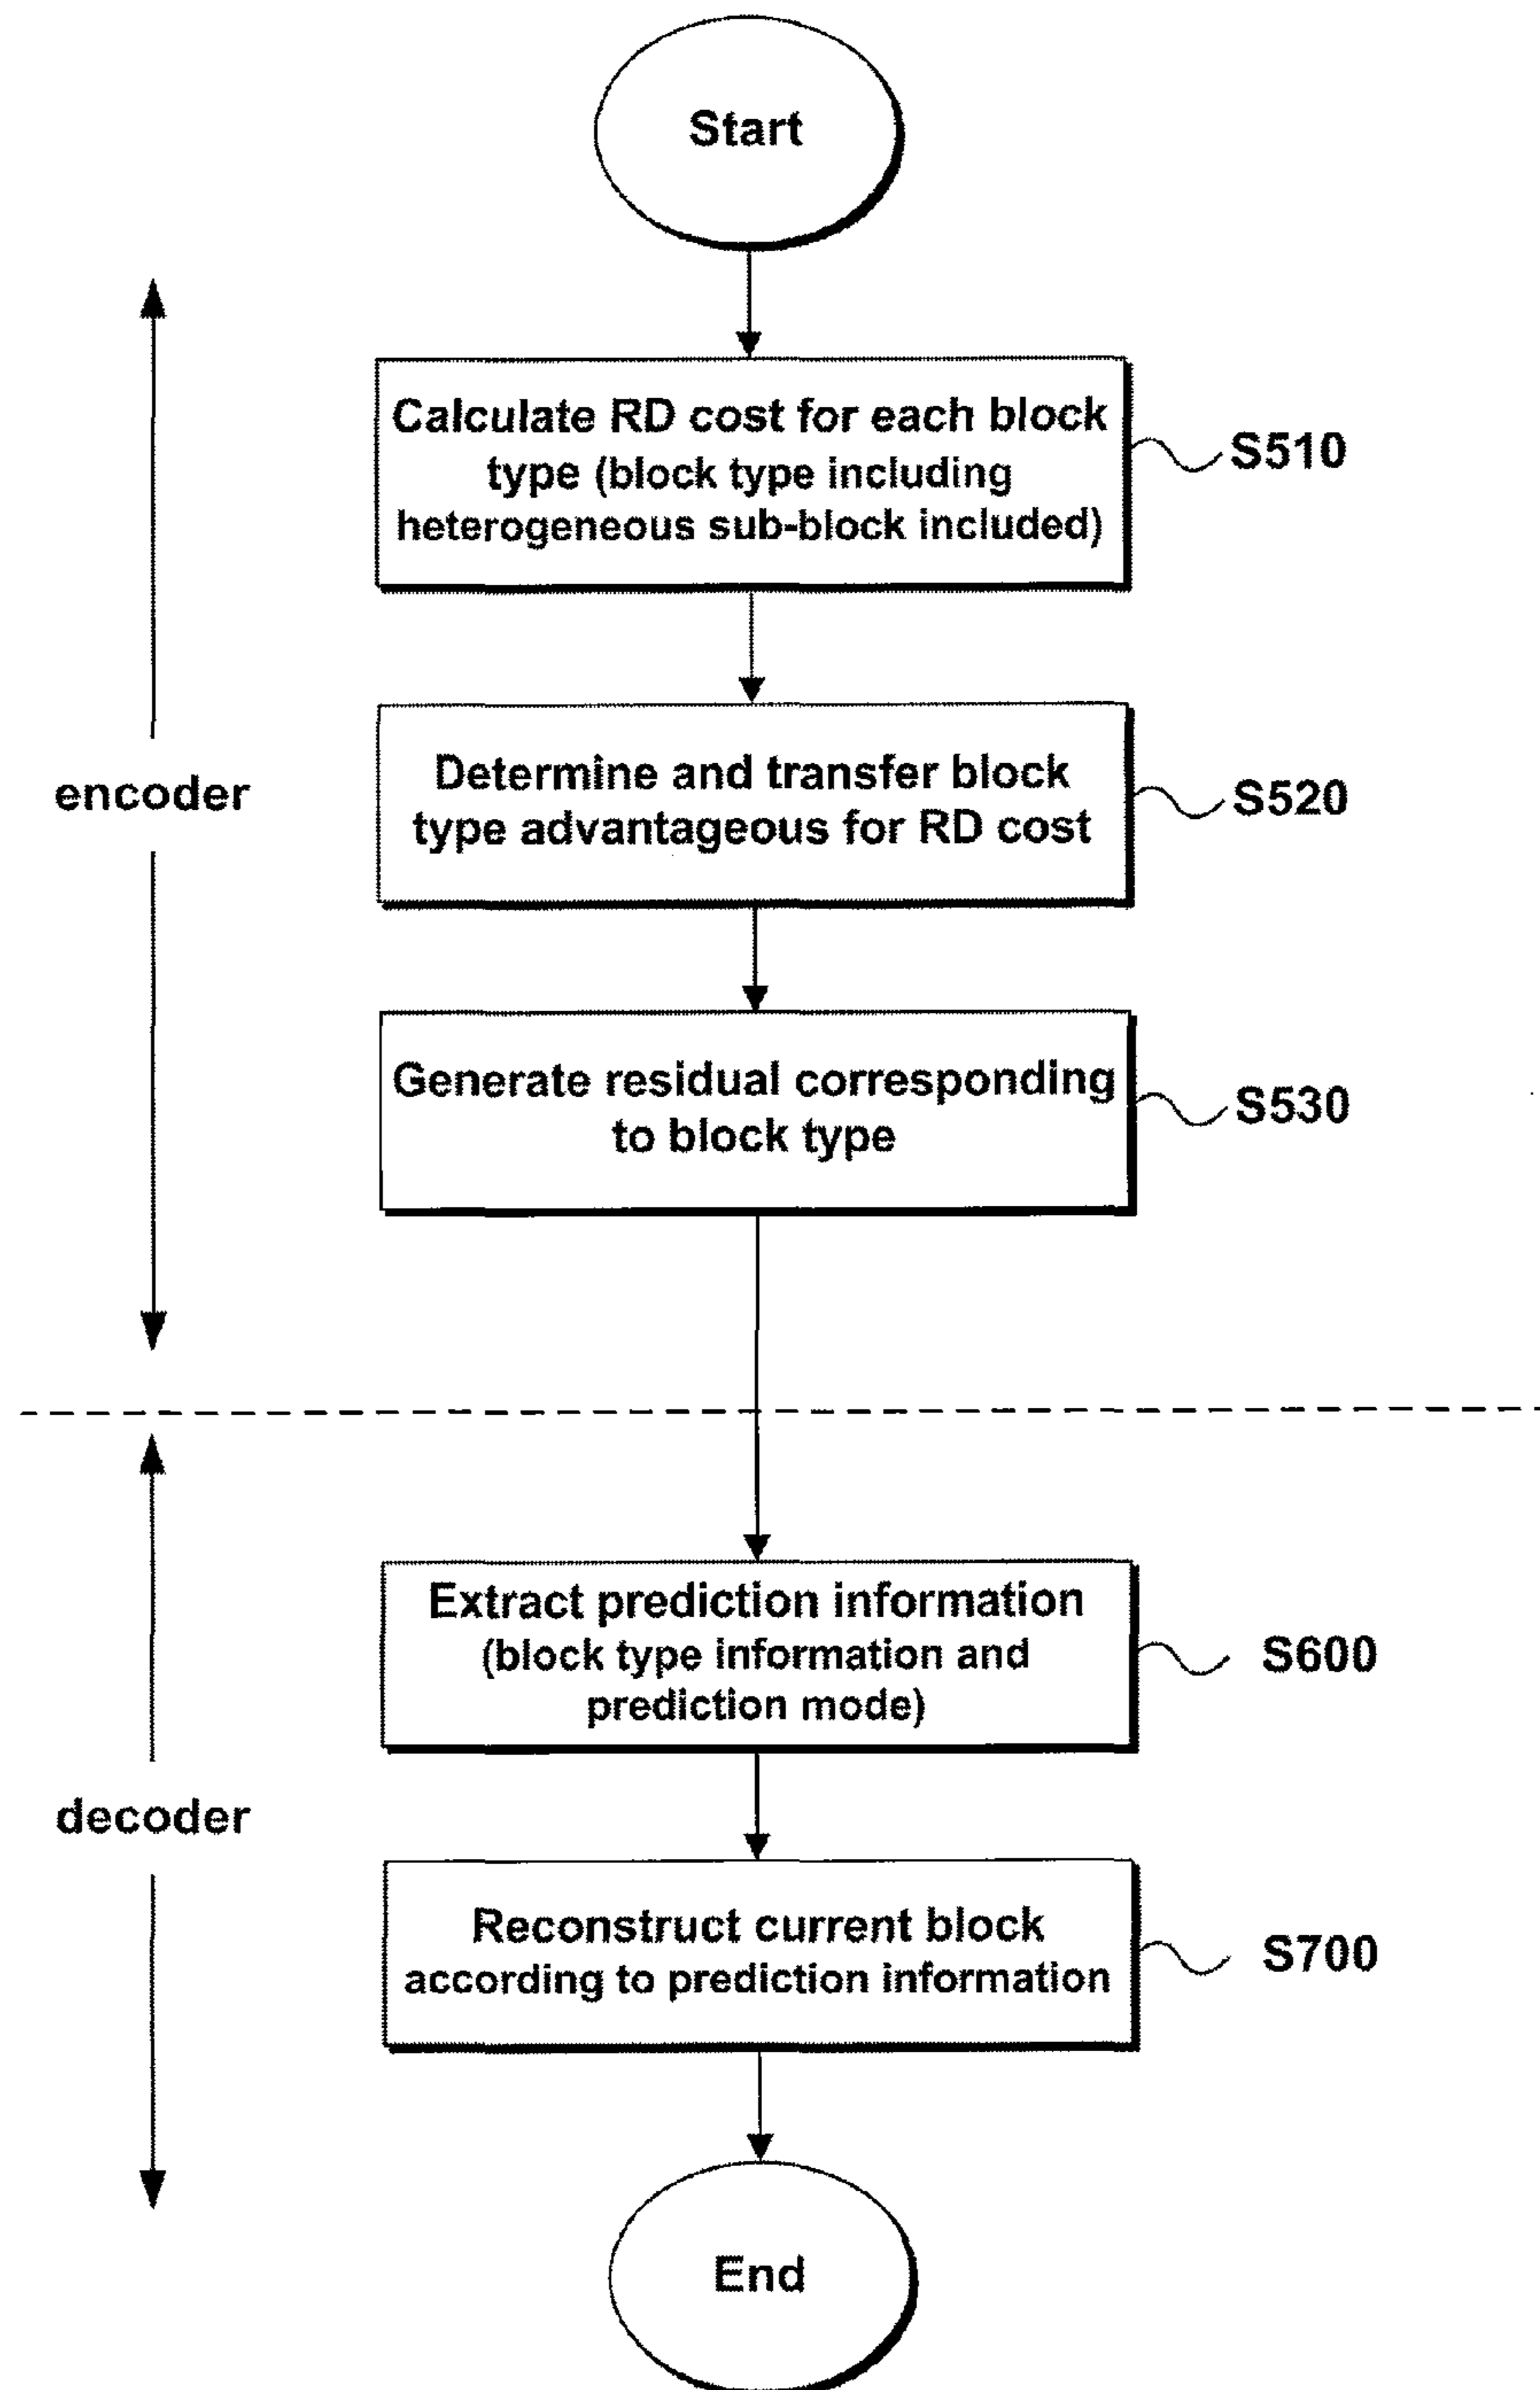 Start
Calculate RD cost for each block
type (block type including
heterogeneous sub-block included)
S510
encoder
Determine and transfer block
type advantageous for RD cost
S520
Generate residual corresponding
to block type
S530
Extract prediction information
(block type information and
prediction mode)
S600
decoder
Reconstruct current block
according to prediction information
S700
End